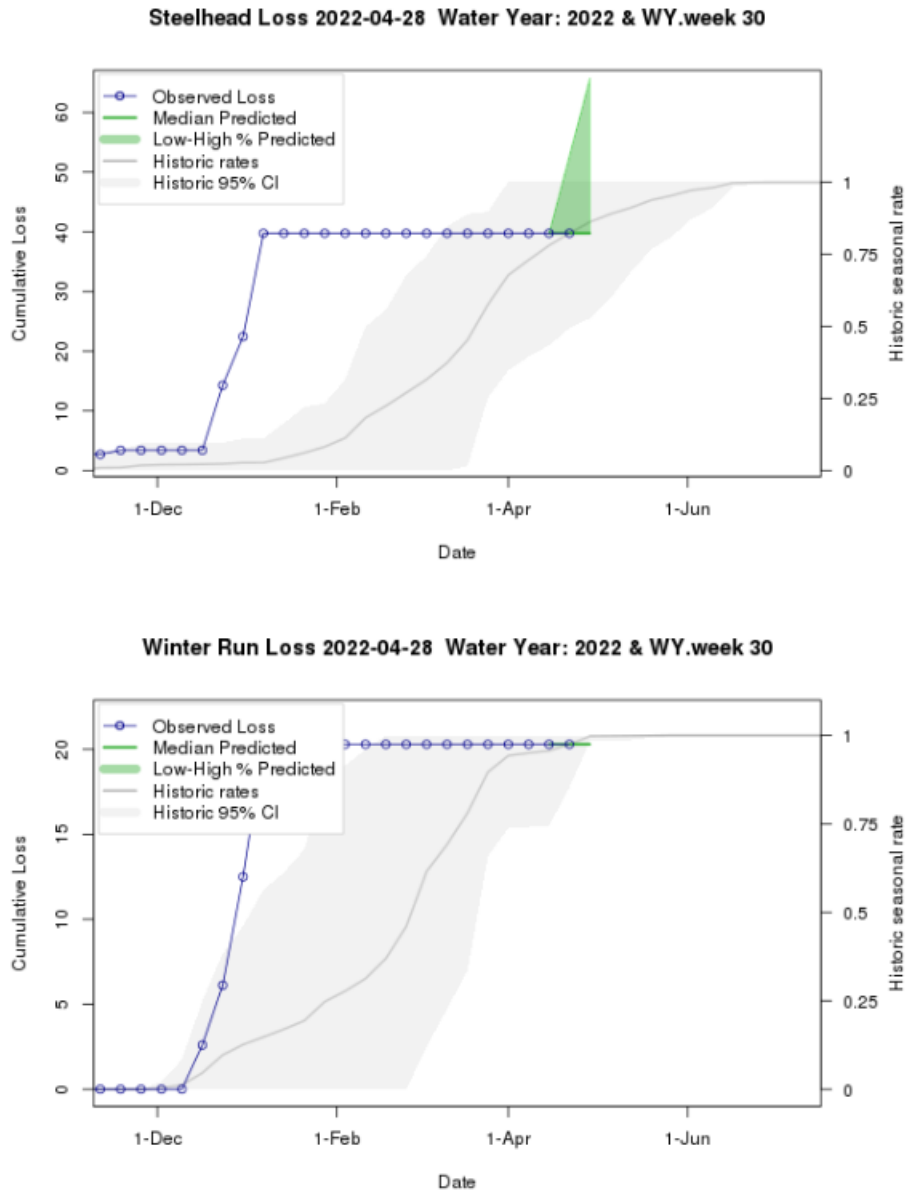 Steelhead Loss 2022-04-28 Water Year: 2022 & WY.week 30
Observed Loss
Median Predicted
Low-High % Predicted
Historic rates
Historic 95% CI
Cumulative Loss
60
50
40
30
20
10
0
1
0.75
0.5
0.25
0
Historic seasonal rate
1-Dec
1-Feb
1-Apr
1-Jun
Date
Winter Run Loss 2022-04-28 Water Year: 2022 & WY.week 30
Observed Loss
Median Predicted
Low-High % Predicted
Historic rates
Historic 95% CI
Cumulative Loss
20
15
10
5
0
1
0.75
0.5
0.25
0
Historic seasonal rate
1-Dec
1-Feb
1-Apr
1-Jun
Date